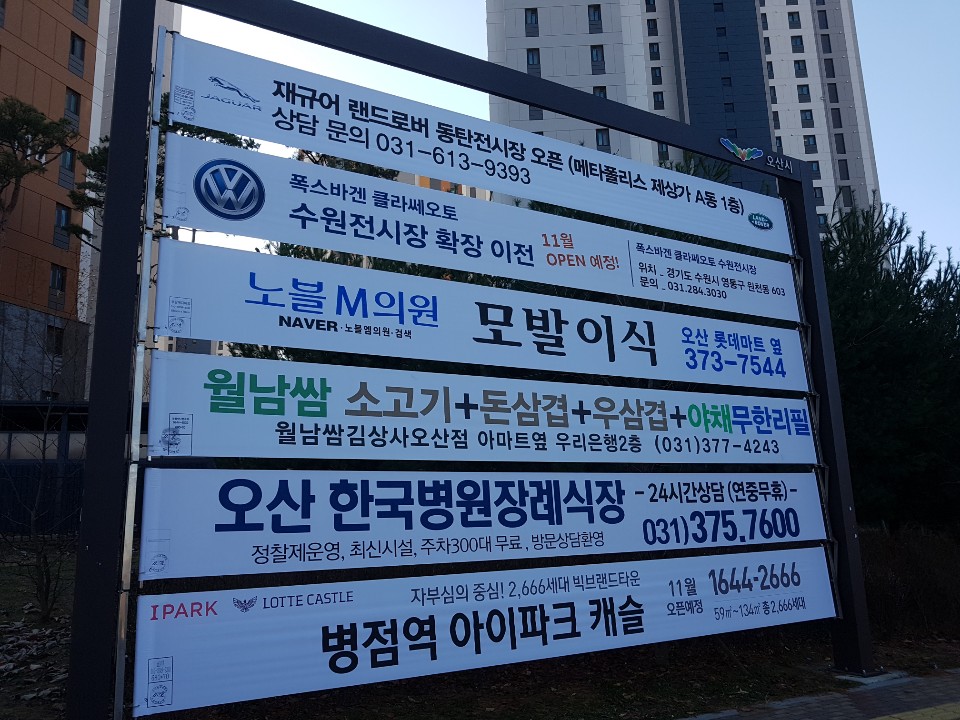 오산시
JAGUAR
재규어 랜드로버 동탄전시장 오픈 (메타폴리스 제상가 A동 1층)
상담 문의 031-613-9393
LAND ROVER
폭스바겐 클라쎄오토
수원전시장 확장 이전
11월
OPEN 예정!
폭스바겐 클라쎄오토 수원전시장
위치 _ 경기도 수원시 영통구 원천동 603
문의 _ 031.284.3030
노블 M의원
NAVER · 노블엠의원 · 검색
모발이식
오산 롯데마트 옆
373-7544
월남쌈 소고기+돈삼겹+우삼겹+야채무한리필
월남쌈김상사오산점 이마트옆 우리은행2층 (031)377-4243
오산 한국병원장례식장
정찰제운영, 최신시설, 주차300대 무료, 방문상담환영
- 24시간상담 (연중무휴) -
031)375.7600
IPARK LOTTE CASTLE
자부심의 중심! 2,666세대 빅브랜드타운
병점역 아이파크 캐슬
11월
오픈예정
1644-2666
59㎡~134㎡ 총 2,666세대